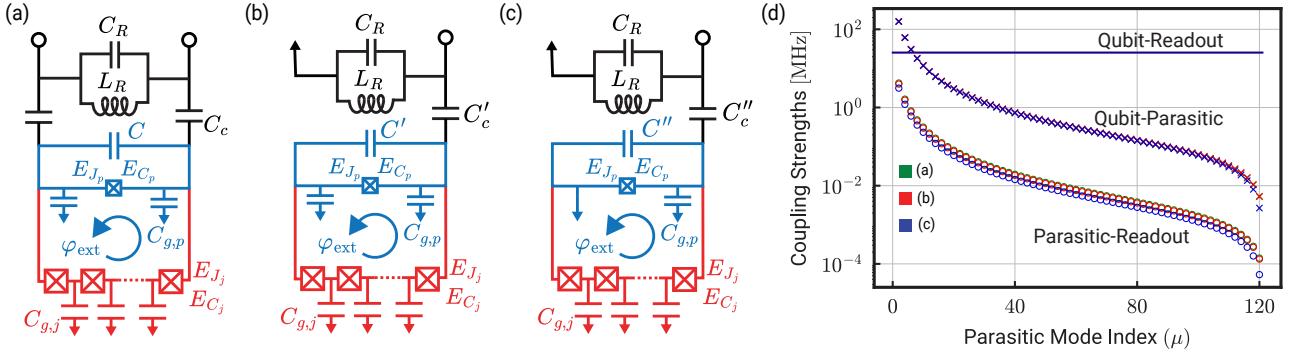 (a)
C_R
L_R
C_c
C
E_{J_p} E_{C_p}
φ_ext
C_{g,p}
E_{J_j}
E_{C_j}
C_{g,j}
(b)
C_R
L_R
C'_c
C'
E_{J_p} E_{C_p}
φ_ext
C_{g,p}
E_{J_j}
E_{C_j}
C_{g,j}
(c)
C_R
L_R
C''_c
C''
E_{J_p} E_{C_p}
φ_ext
C_{g,p}
E_{J_j}
E_{C_j}
C_{g,j}
(d)
Coupling Strengths [MHz]
10^2
10^0
10^{−2}
10^{−4}
Qubit-Readout
Qubit-Parasitic
(a)
(b)
(c)
Parasitic-Readout
0 40 80 120
Parasitic Mode Index (μ)